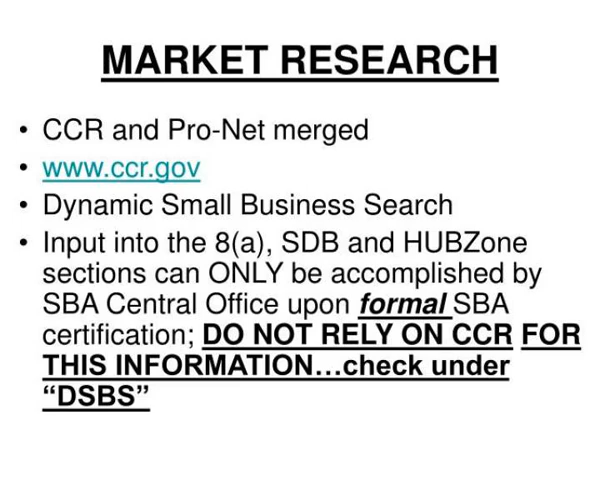 MARKET RESEARCH
• CCR and Pro-Net merged
• www.ccr.gov
• Dynamic Small Business Search
• Input into the 8(a), SDB and HUBZone
sections can ONLY be accomplished by
SBA Central Office upon formal SBA
certification; DO NOT RELY ON CCR FOR
THIS INFORMATION…check under
“DSBS”